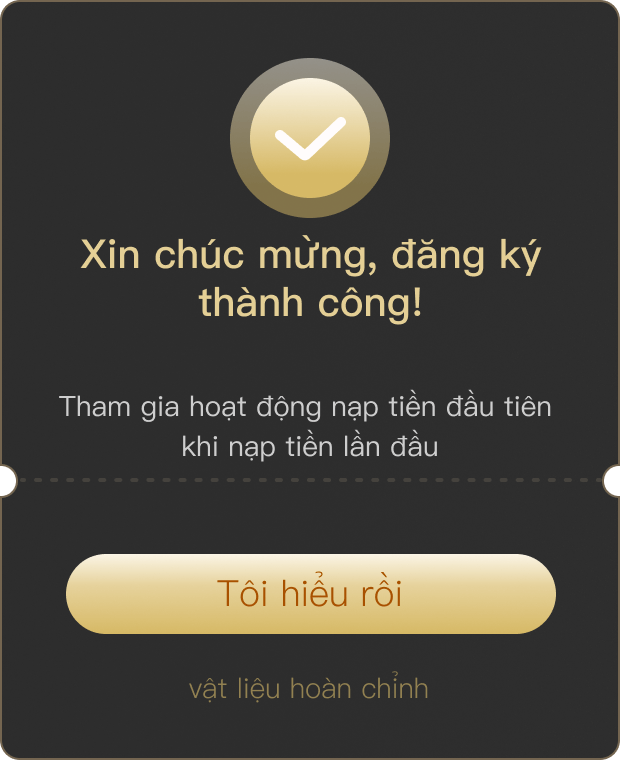 Xin chúc mừng, đăng ký
thành công!
Tham gia hoạt động nạp tiền đầu tiên
khi nạp tiền lần đầu
Tôi hiểu rồi
vật liệu hoàn chỉnh